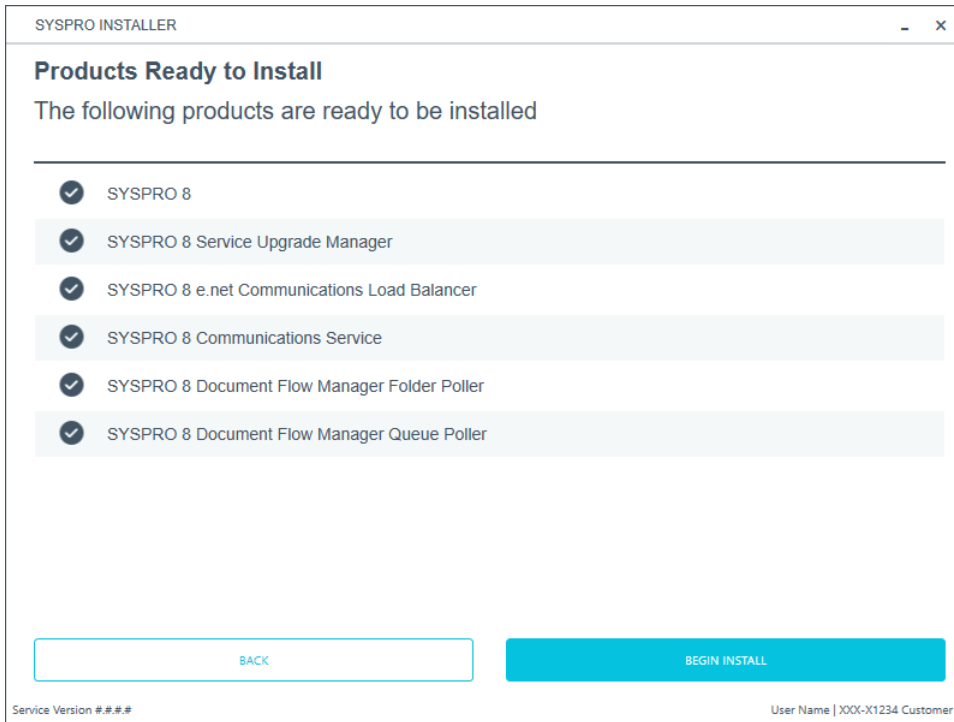 SYSPRO INSTALLER
Products Ready to Install
The following products are ready to be installed
SYSPRO 8
SYSPRO 8 Service Upgrade Manager
SYSPRO 8 e.net Communications Load Balancer
SYSPRO 8 Communications Service
SYSPRO 8 Document Flow Manager Folder Poller
SYSPRO 8 Document Flow Manager Queue Poller
BACK
BEGIN INSTALL
Service Version #.#.#.#
User Name | XXX-X1234 Customer